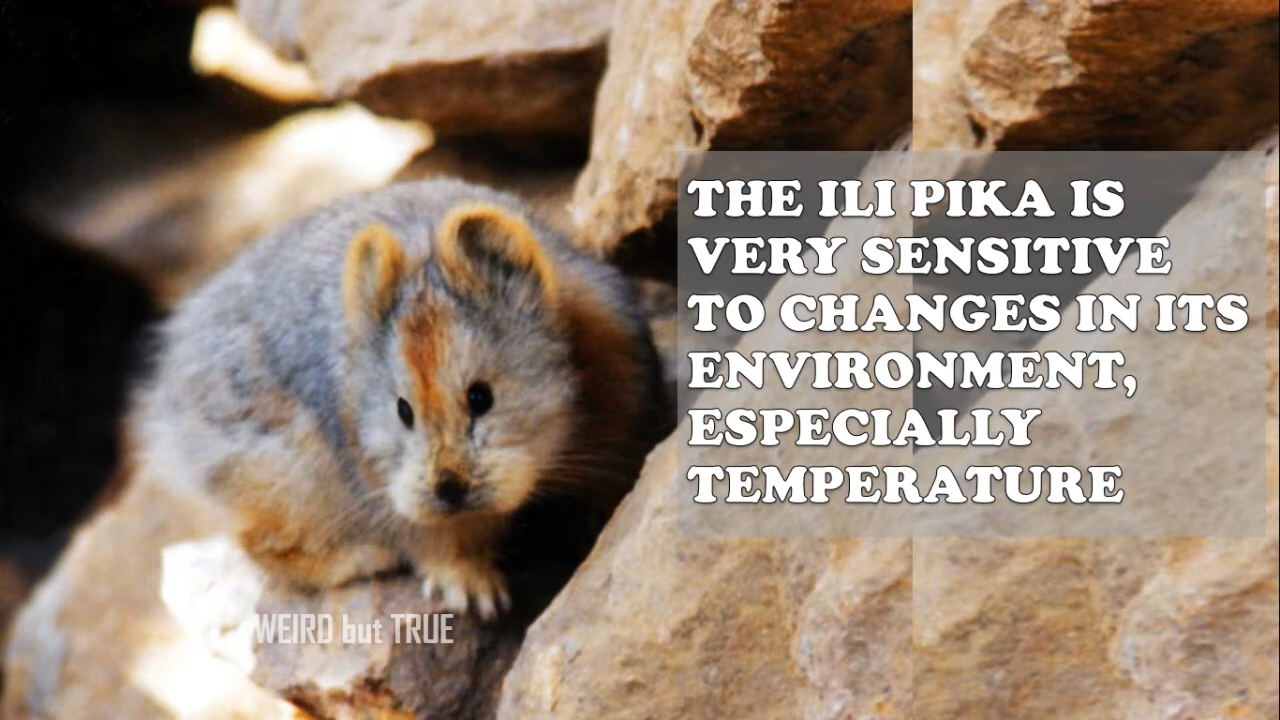 THE ILI PIKA IS
VERY SENSITIVE
TO CHANGES IN ITS
ENVIRONMENT,
ESPECIALLY
TEMPERATURE
WEIRD but TRUE